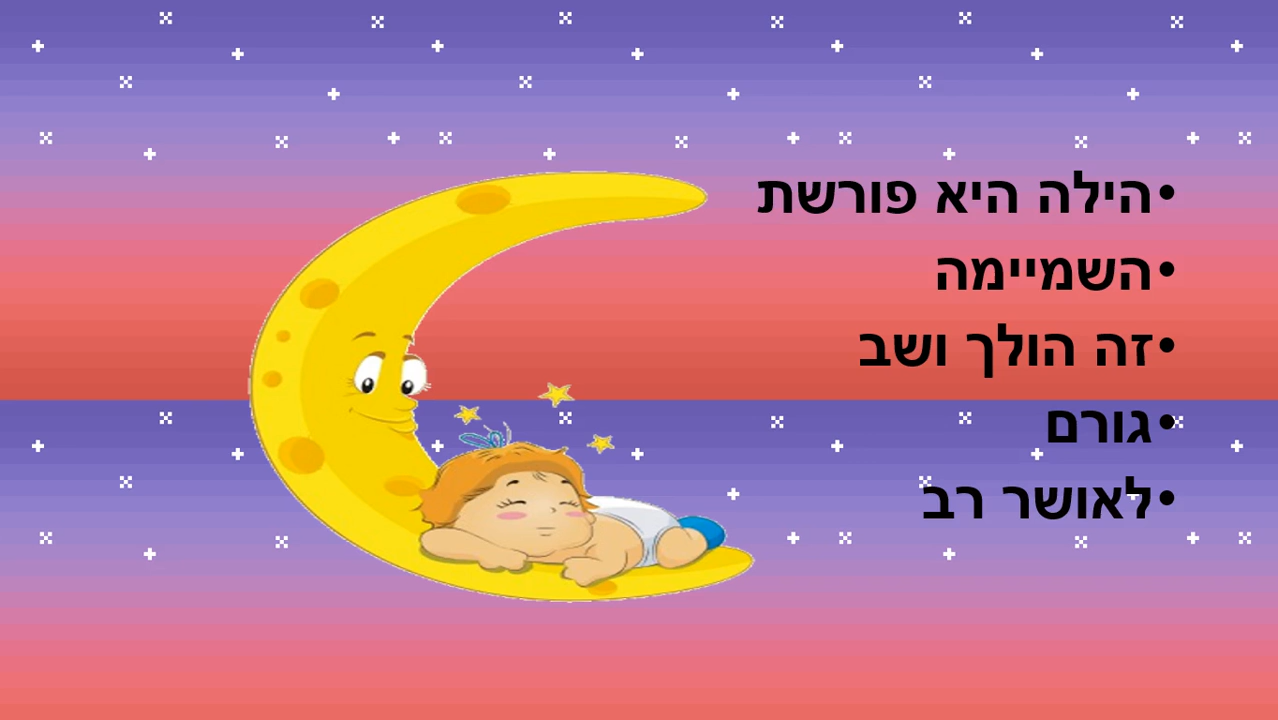 •הילה היא פורשת
•השמיימה
•זה הולך ושב
•גורם
•לאושר רב